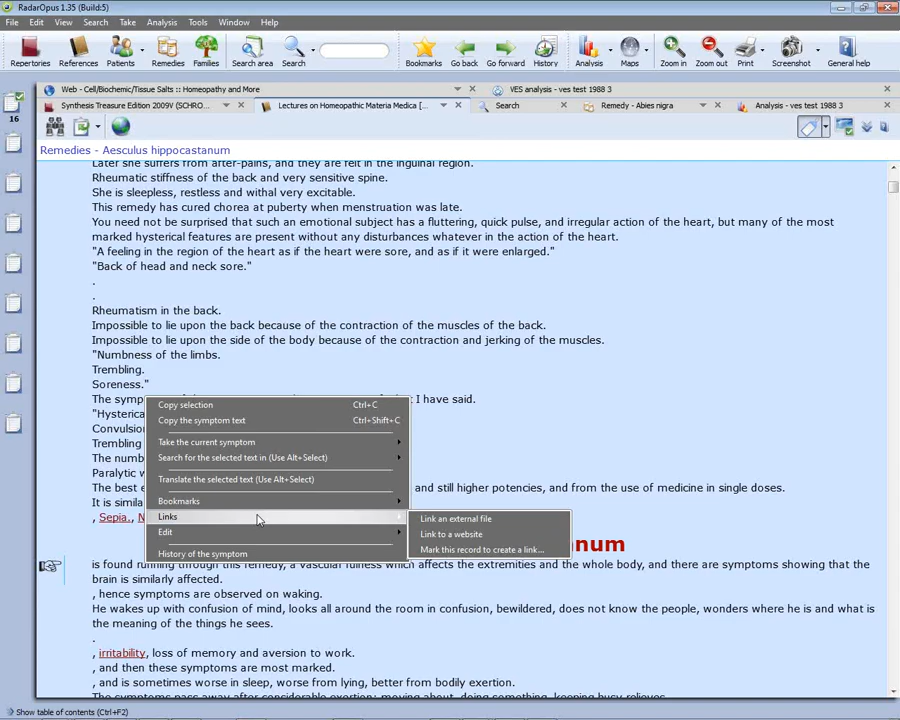 RadarOpus 1.35 (Build:5)
File Edit View Search Take Analysis Tools Window Help
Repertories References Patients Remedies Families Search area Search Bookmarks Go back Go forward History Analysis Maps Zoom in Zoom out Print Screenshot General help
Web - Cell/Biochemic/Tissue Salts :: Homeopathy and More VES analysis - ves test 1988 3
Synthesis Treasure Edition 2009V (SCHRO... Lectures on Homeopathic Materia Medica [... Search Remedy - Abies nigra Analysis - ves test 1988 3
16
Remedies - Aesculus hippocastanum
Later she suffers from after-pains, and they are felt in the inguinal region.
Rheumatic stiffness of the back and very sensitive spine.
She is sleepless, restless and withal very excitable.
This remedy has cured chorea at puberty when menstruation was late.
You need not be surprised that such an emotional subject has a fluttering, quick pulse, and irregular action of the heart, but many of the most
marked hysterical features are present without any disturbances whatever in the action of the heart.
"A feeling in the region of the heart as if the heart were sore, and as if it were enlarged."
"Back of head and neck sore."
.
.
Rheumatism in the back.
Impossible to lie upon the back because of the contraction of the muscles of the back.
Impossible to lie upon the side of the body because of the contraction and jerking of the muscles.
"Numbness of the limbs.
Trembling.
Soreness."
The symp I have said.
"Hysterica
Convulsion
Trembling
The numb
Paralytic w
The best e and still higher potencies, and from the use of medicine in single doses.
It is simila
, Sepia., N
Copy selection Ctrl+C
Copy the symptom text Ctrl+Shift+C
Take the current symptom
Search for the selected text in (Use Alt+Select)
Translate the selected text (Use Alt+Select)
Bookmarks
Links
Edit
History of the symptom
Link an external file
Link to a website
Mark this record to create a link...
num
is found running through this remedy, a vascular fulness which affects the extremities and the whole body, and there are symptoms showing that the
brain is similarly affected.
, hence symptoms are observed on waking.
He wakes up with confusion of mind, looks all around the room in confusion, bewildered, does not know the people, wonders where he is and what is
the meaning of the things he sees.
.
, irritability, loss of memory and aversion to work.
, and then these symptoms are most marked.
, and is sometimes worse in sleep, worse from lying, better from bodily exertion.
The symptoms pass away after considerable exertion; moving about, doing something, keeping busy relieves.
Show table of contents (Ctrl+F2)